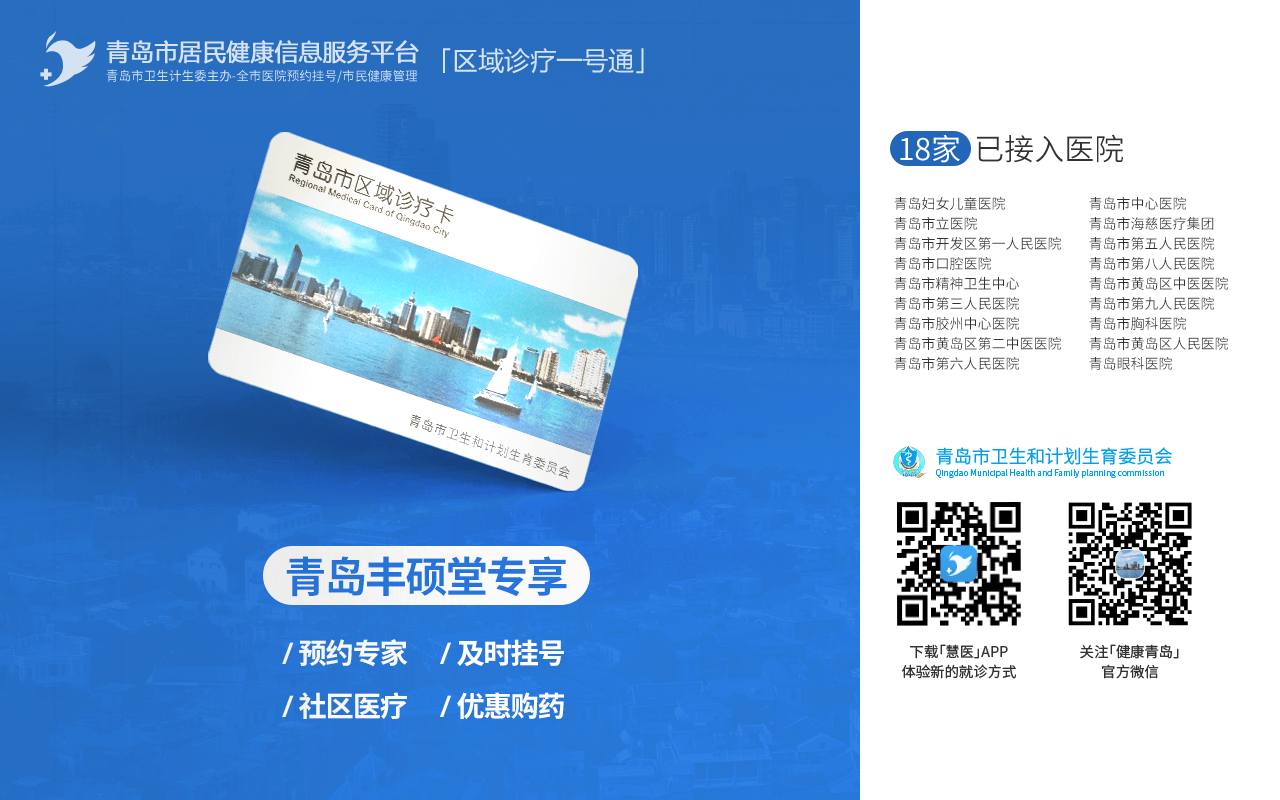 青岛市居民健康信息服务平台
青岛市卫生计生委主办-全市医院预约挂号/市民健康管理
「区域诊疗一号通」
青岛市区域诊疗卡
Regional Medical Card of Qingdao City
青岛市卫生和计划生育委员会
青岛丰硕堂专享
/ 预约专家
/ 及时挂号
/ 社区医疗
/ 优惠购药
18家 已接入医院
青岛妇女儿童医院
青岛市立医院
青岛市开发区第一人民医院
青岛市口腔医院
青岛市精神卫生中心
青岛市第三人民医院
青岛市胶州中心医院
青岛市黄岛区第二中医医院
青岛市第六人民医院
青岛市中心医院
青岛市海慈医疗集团
青岛市第五人民医院
青岛市第八人民医院
青岛市黄岛区中医医院
青岛市第九人民医院
青岛市胸科医院
青岛市黄岛区人民医院
青岛眼科医院
青岛市卫生和计划生育委员会
Qingdao Municipal Health and Family planning commission
下载「慧医」APP
体验新的就诊方式
关注「健康青岛」
官方微信